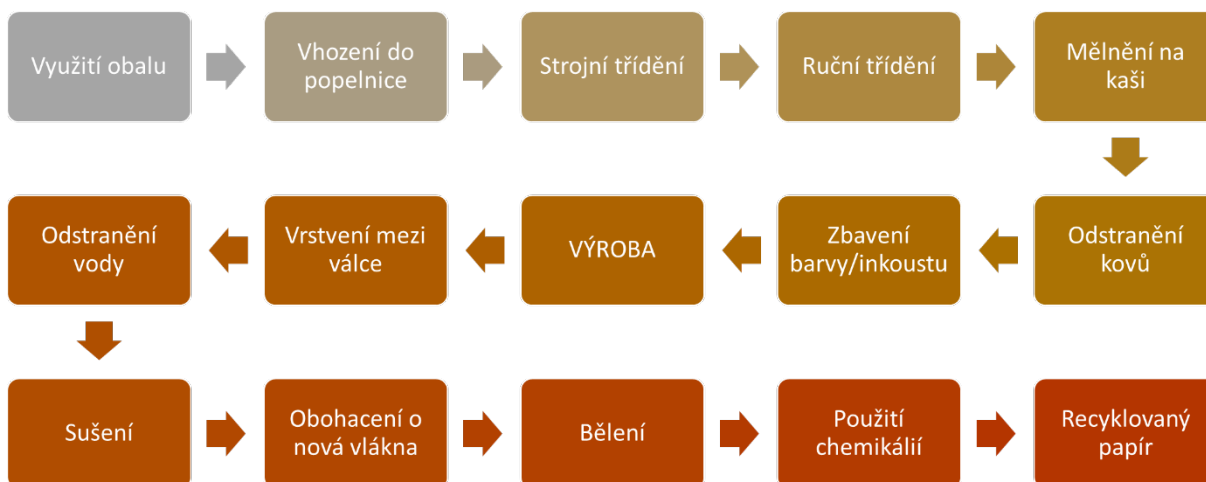 Využití obalu
Vhození do
popelnice
Strojní třídění
Ruční třídění
Mělnění na
kaši
Odstranění
kovů
Zbavení
barvy/inkoustu
VÝROBA
Vrstvení mezi
válce
Odstranění
vody
Sušení
Obohacení o
nová vlákna
Bělení
Použití
chemikálií
Recyklovaný
papír